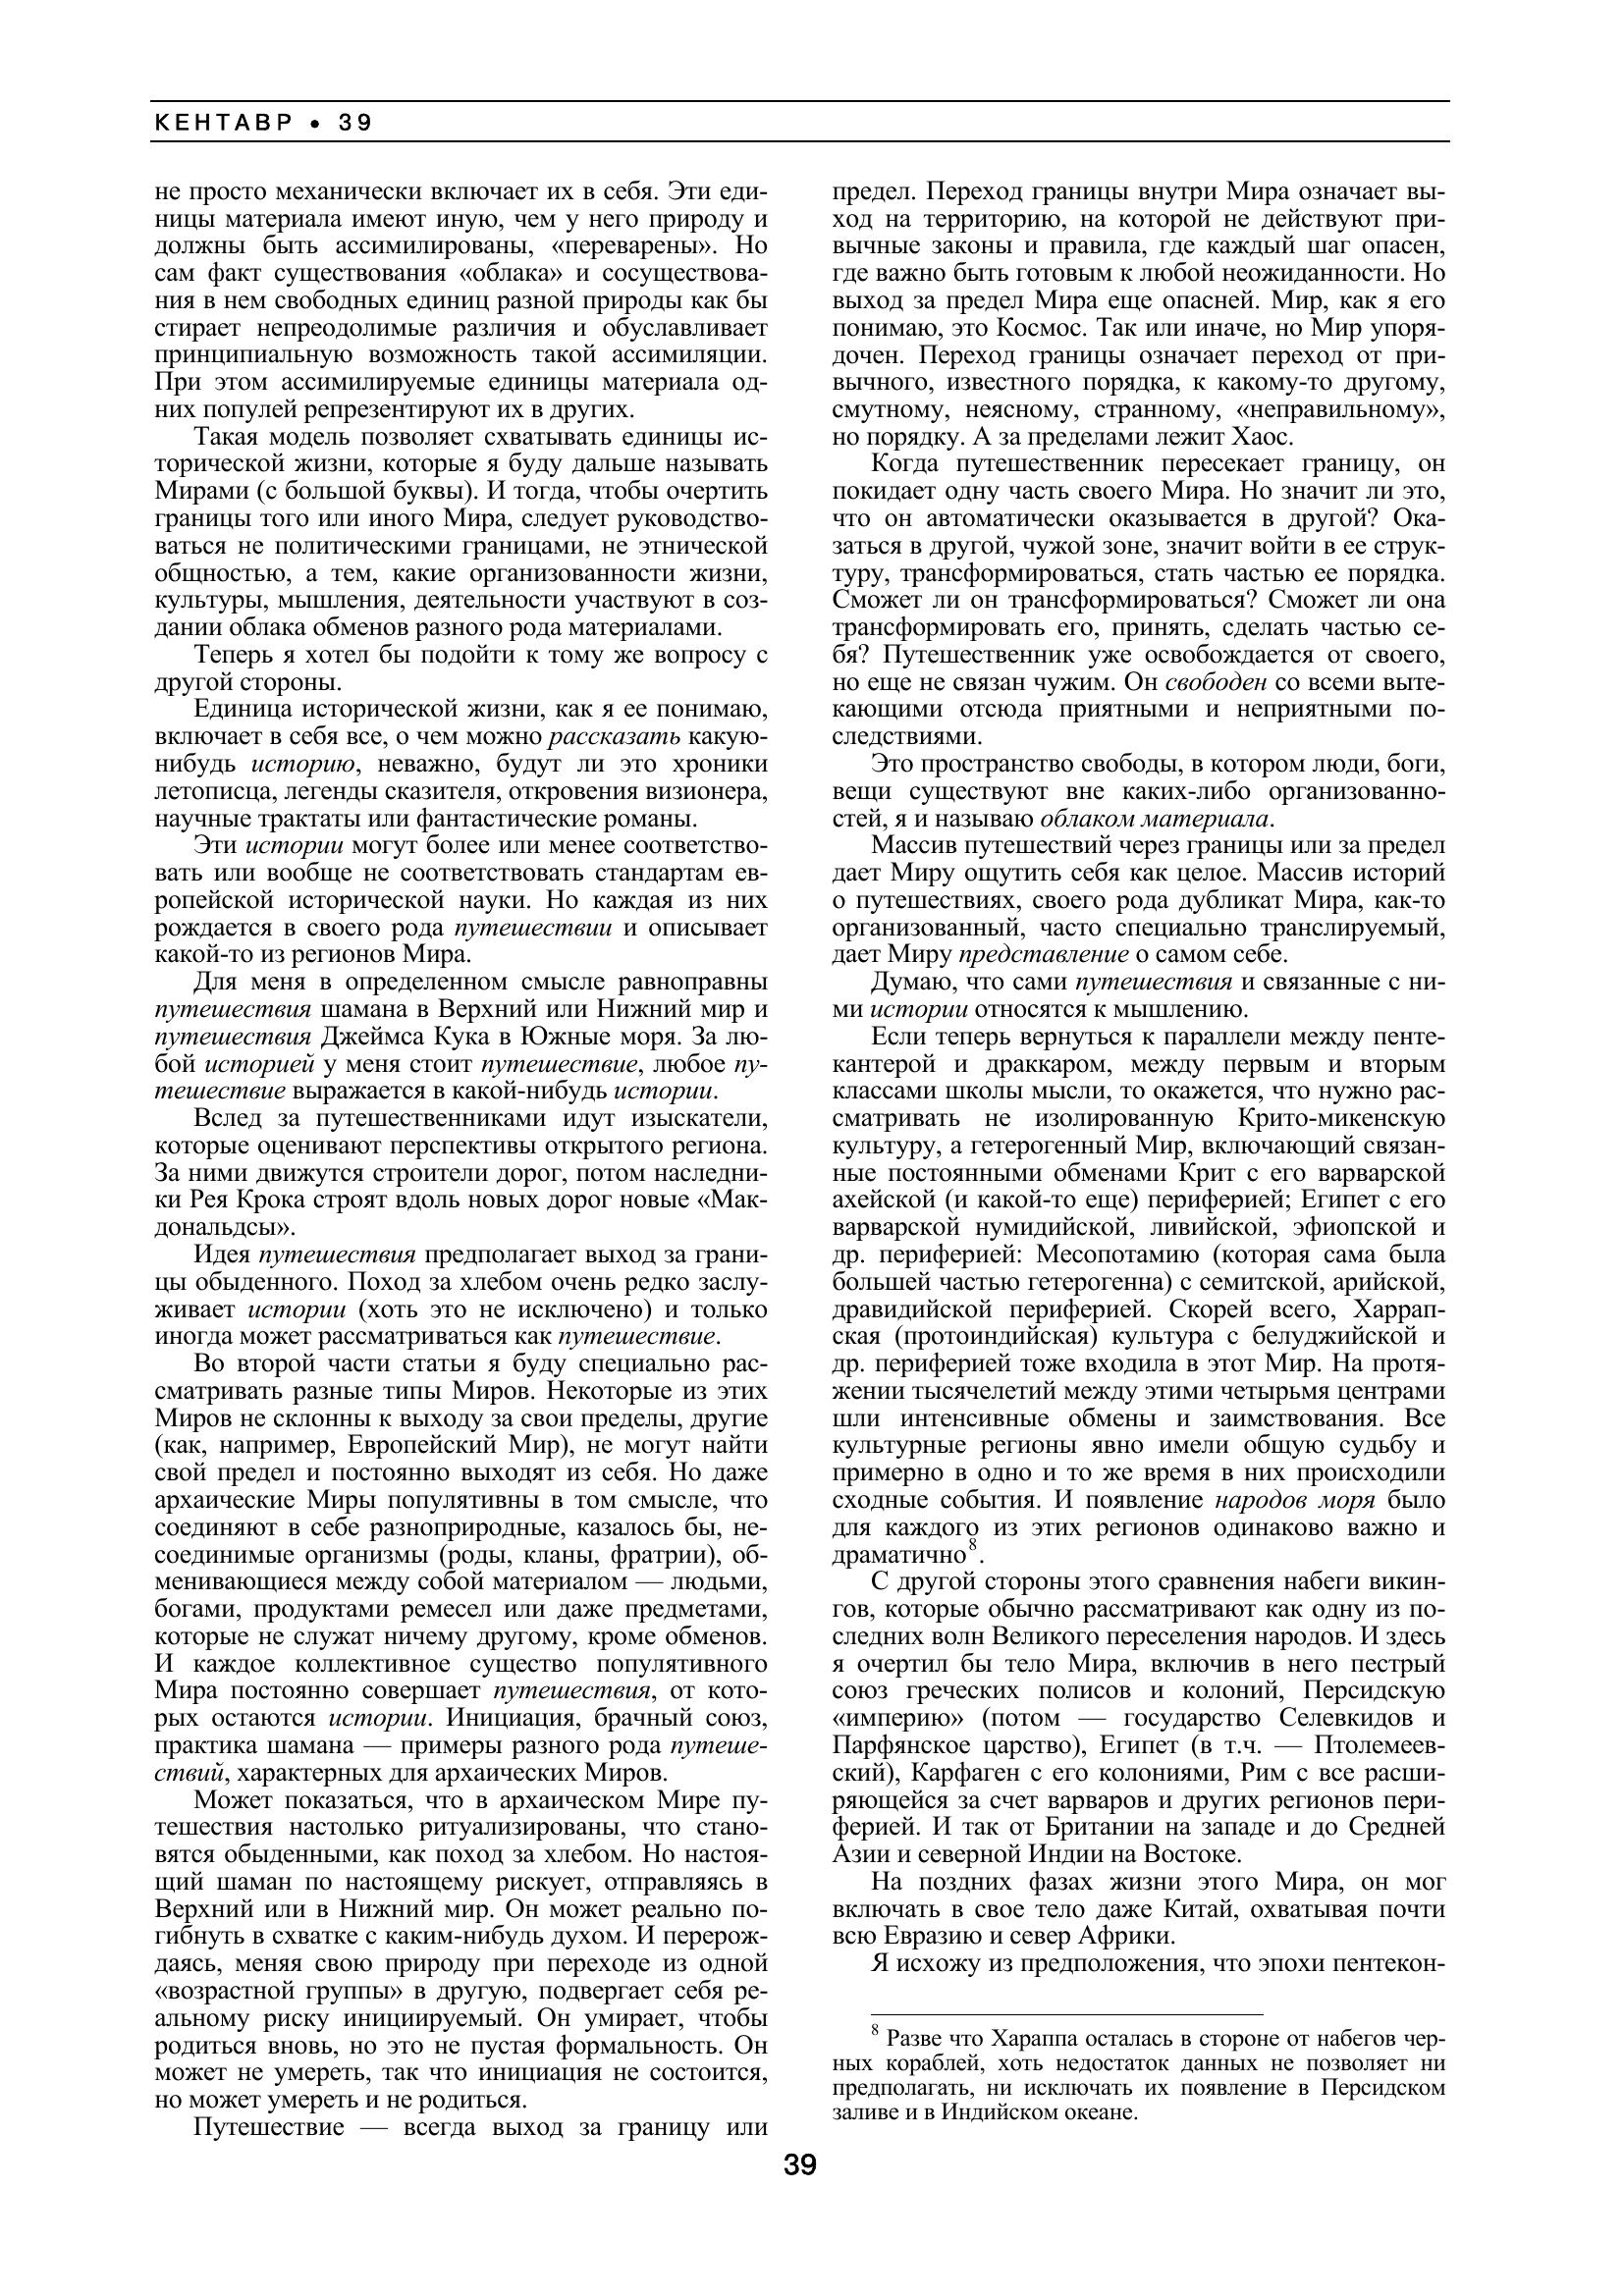 КЕНТАВР • 39
не просто механически включает их в себя. Эти еди-
ницы материала имеют иную, чем у него природу и
должны быть ассимилированы, «переварены». Но
сам факт существования «облака» и сосуществова-
ния в нем свободных единиц разной природы как бы
стирает непреодолимые различия и обуславливает
принципиальную возможность такой ассимиляции.
При этом ассимилируемые единицы материала од-
них популей репрезентируют их в других.
Такая модель позволяет схватывать единицы ис-
торической жизни, которые я буду дальше называть
Мирами (с большой буквы). И тогда, чтобы очертить
границы того или иного Мира, следует руководство-
ваться не политическими границами, не этнической
общностью, а тем, какие организованности жизни,
культуры, мышления, деятельности участвуют в соз-
дании облака обменов разного рода материалами.
Теперь я хотел бы подойти к тому же вопросу с
другой стороны.
Единица исторической жизни, как я ее понимаю,
включает в себя все, о чем можно рассказать какую-
нибудь историю, неважно, будут ли это хроники
летописца, легенды сказителя, откровения визионера,
научные трактаты или фантастические романы.
Эти истории могут более или менее соответство-
вать или вообще не соответствовать стандартам ев-
ропейской исторической науки. Но каждая из них
рождается в своего рода путешествии и описывает
какой-то из регионов Мира.
Для меня в определенном смысле равноправны
путешествия шамана в Верхний или Нижний мир и
путешествия Джеймса Кука в Южные моря. За лю-
бой историей у меня стоит путешествие, любое пу-
тешествие выражается в какой-нибудь истории.
Вслед за путешественниками идут изыскатели,
которые оценивают перспективы открытого региона.
За ними движутся строители дорог, потом наследни-
ки Рея Крока строят вдоль новых дорог новые «Мак-
дональдсы».
Идея путешествия предполагает выход за грани-
цы обыденного. Поход за хлебом очень редко заслу-
живает истории (хоть это не исключено) и только
иногда может рассматриваться как путешествие.
Во второй части статьи я буду специально рас-
сматривать разные типы Миров. Некоторые из этих
Миров не склонны к выходу за свои пределы, другие
(как, например, Европейский Мир), не могут найти
свой предел и постоянно выходят из себя. Но даже
архаические Миры популятивны в том смысле, что
соединяют в себе разноприродные, казалось бы, не-
соединимые организмы (роды, кланы, фратрии), об-
менивающиеся между собой материалом — людьми,
богами, продуктами ремесел или даже предметами,
которые не служат ничему другому, кроме обменов.
И каждое коллективное существо популятивного
Мира постоянно совершает путешествия, от кото-
рых остаются истории. Инициация, брачный союз,
практика шамана — примеры разного рода путеше-
ствий, характерных для архаических Миров.
Может показаться, что в архаическом Мире пу-
тешествия настолько ритуализированы, что стано-
вятся обыденными, как поход за хлебом. Но настоя-
щий шаман по настоящему рискует, отправляясь в
Верхний или в Нижний мир. Он может реально по-
гибнуть в схватке с каким-нибудь духом. И перерож-
даясь, меняя свою природу при переходе из одной
«возрастной группы» в другую, подвергает себя ре-
альному риску инициируемый. Он умирает, чтобы
родиться вновь, но это не пустая формальность. Он
может не умереть, так что инициация не состоится,
но может умереть и не родиться.
Путешествие — всегда выход за границу или
предел. Переход границы внутри Мира означает вы-
ход на территорию, на которой не действуют при-
вычные законы и правила, где каждый шаг опасен,
где важно быть готовым к любой неожиданности. Но
выход за предел Мира еще опасней. Мир, как я его
понимаю, это Космос. Так или иначе, но Мир упоря-
дочен. Переход границы означает переход от при-
вычного, известного порядка, к какому-то другому,
смутному, неясному, странному, «неправильному»,
но порядку. А за пределами лежит Хаос.
Когда путешественник пересекает границу, он
покидает одну часть своего Мира. Но значит ли это,
что он автоматически оказывается в другой? Ока-
заться в другой, чужой зоне, значит войти в ее струк-
туру, трансформироваться, стать частью ее порядка.
Сможет ли он трансформироваться? Сможет ли она
трансформировать его, принять, сделать частью се-
бя? Путешественник уже освобождается от своего,
но еще не связан чужим. Он свободен со всеми выте-
кающими отсюда приятными и неприятными по-
следствиями.
Это пространство свободы, в котором люди, боги,
вещи существуют вне каких-либо организованно-
стей, я и называю облаком материала.
Массив путешествий через границы или за предел
дает Миру ощутить себя как целое. Массив историй
о путешествиях, своего рода дубликат Мира, как-то
организованный, часто специально транслируемый,
дает Миру представление о самом себе.
Думаю, что сами путешествия и связанные с ни-
ми истории относятся к мышлению.
Если теперь вернуться к параллели между пенте-
кантерой и драккаром, между первым и вторым
классами школы мысли, то окажется, что нужно рас-
сматривать не изолированную Крито-микенскую
культуру, а гетерогенный Мир, включающий связан-
ные постоянными обменами Крит с его варварской
ахейской (и какой-то еще) периферией; Египет с его
варварской нумидийской, ливийской, эфиопской и
др. периферией: Месопотамию (которая сама была
большей частью гетерогенна) с семитской, арийской,
дравидийской периферией. Скорей всего, Харрап-
ская (протоиндийская) культура с белуджийской и
др. периферией тоже входила в этот Мир. На протя-
жении тысячелетий между этими четырьмя центрами
шли интенсивные обмены и заимствования. Все
культурные регионы явно имели общую судьбу и
примерно в одно и то же время в них происходили
сходные события. И появление народов моря было
для каждого из этих регионов одинаково важно и
драматично⁸.
С другой стороны этого сравнения набеги викин-
гов, которые обычно рассматривают как одну из по-
следних волн Великого переселения народов. И здесь
я очертил бы тело Мира, включив в него пестрый
союз греческих полисов и колоний, Персидскую
«империю» (потом — государство Селевкидов и
Парфянское царство), Египет (в т.ч. — Птолемеев-
ский), Карфаген с его колониями, Рим с все расши-
ряющейся за счет варваров и других регионов пери-
ферией. И так от Британии на западе и до Средней
Азии и северной Индии на Востоке.
На поздних фазах жизни этого Мира, он мог
включать в свое тело даже Китай, охватывая почти
всю Евразию и север Африки.
Я исхожу из предположения, что эпохи пентекон-
⁸ Разве что Хараппа осталась в стороне от набегов чер-
ных кораблей, хоть недостаток данных не позволяет ни
предполагать, ни исключать их появление в Персидском
заливе и в Индийском океане.
39